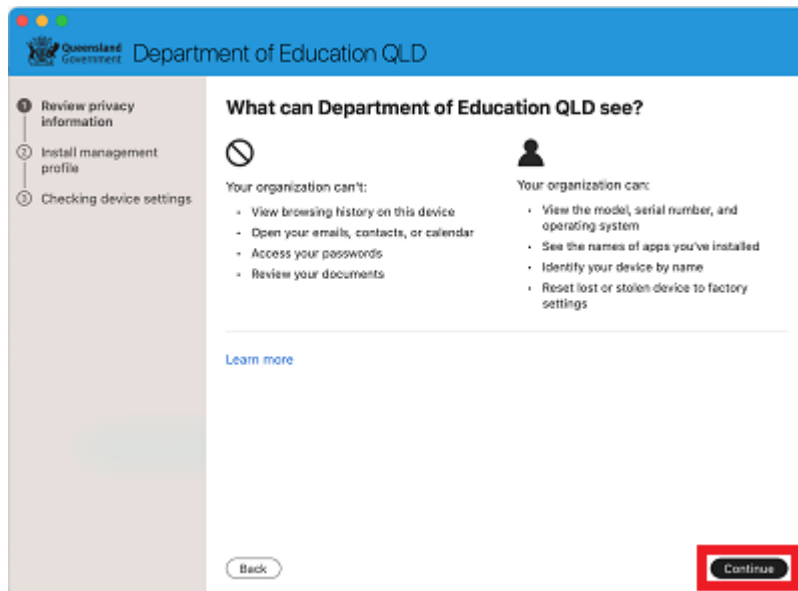 Queensland
Government
Department of Education QLD
1 Review privacy
information
2 Install management
profile
3 Checking device settings
What can Department of Education QLD see?
Your organization can't:
• View browsing history on this device
• Open your emails, contacts, or calendar
• Access your passwords
• Review your documents
Your organization can:
• View the model, serial number, and
operating system
• See the names of apps you've installed
• Identify your device by name
• Reset lost or stolen device to factory
settings
Learn more
Back
Continue